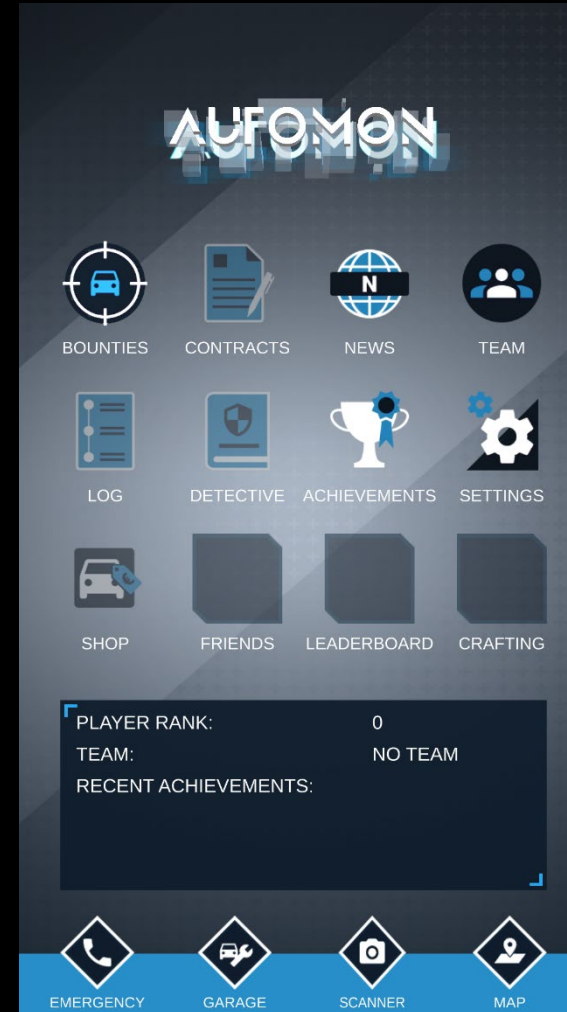 AUTOMON
BOUNTIES CONTRACTS NEWS TEAM
N
LOG DETECTIVE ACHIEVEMENTS SETTINGS
SHOP FRIENDS LEADERBOARD CRAFTING
PLAYER RANK: 0
TEAM: NO TEAM
RECENT ACHIEVEMENTS:
EMERGENCY GARAGE SCANNER MAP